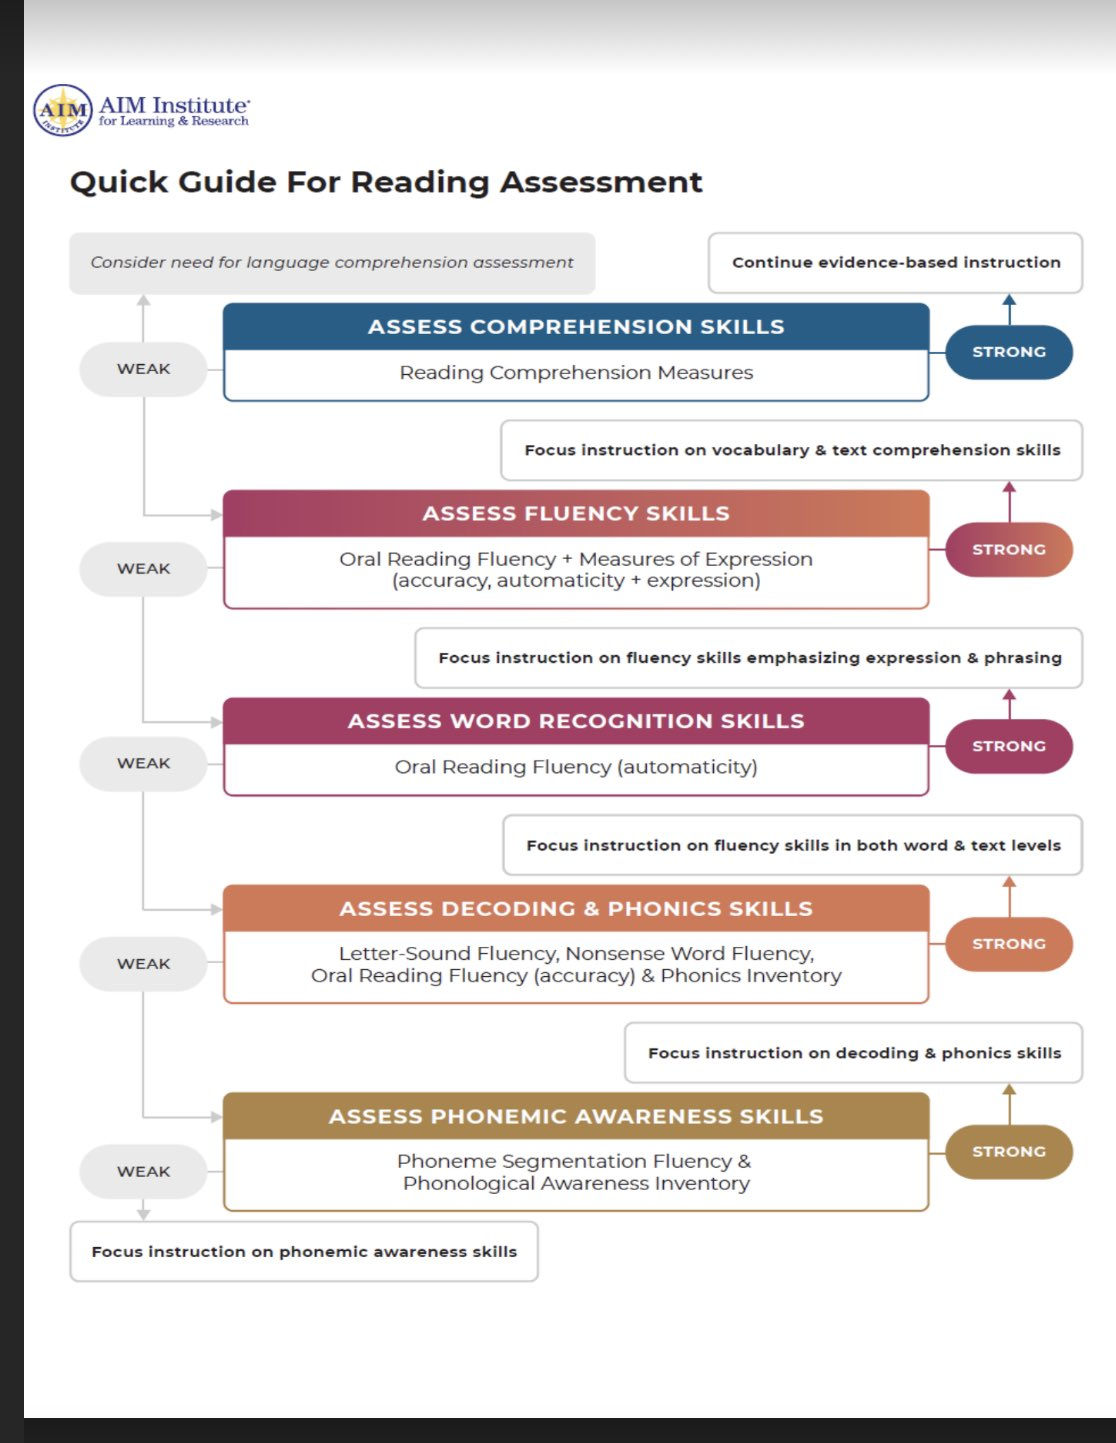 AIM
INSTITUTE
AIM Institute
for Learning & Research
Quick Guide For Reading Assessment
Consider need for language comprehension assessment
Continue evidence-based instruction
ASSESS COMPREHENSION SKILLS
WEAK
Reading Comprehension Measures
STRONG
Focus instruction on vocabulary & text comprehension skills
ASSESS FLUENCY SKILLS
WEAK
Oral Reading Fluency + Measures of Expression
(accuracy, automaticity + expression)
STRONG
Focus instruction on fluency skills emphasizing expression & phrasing
ASSESS WORD RECOGNITION SKILLS
WEAK
Oral Reading Fluency (automaticity)
STRONG
Focus instruction on fluency skills in both word & text levels
ASSESS DECODING & PHONICS SKILLS
WEAK
Letter-Sound Fluency, Nonsense Word Fluency,
Oral Reading Fluency (accuracy) & Phonics Inventory
STRONG
Focus instruction on decoding & phonics skills
ASSESS PHONEMIC AWARENESS SKILLS
WEAK
Phoneme Segmentation Fluency &
Phonological Awareness Inventory
STRONG
Focus instruction on phonemic awareness skills